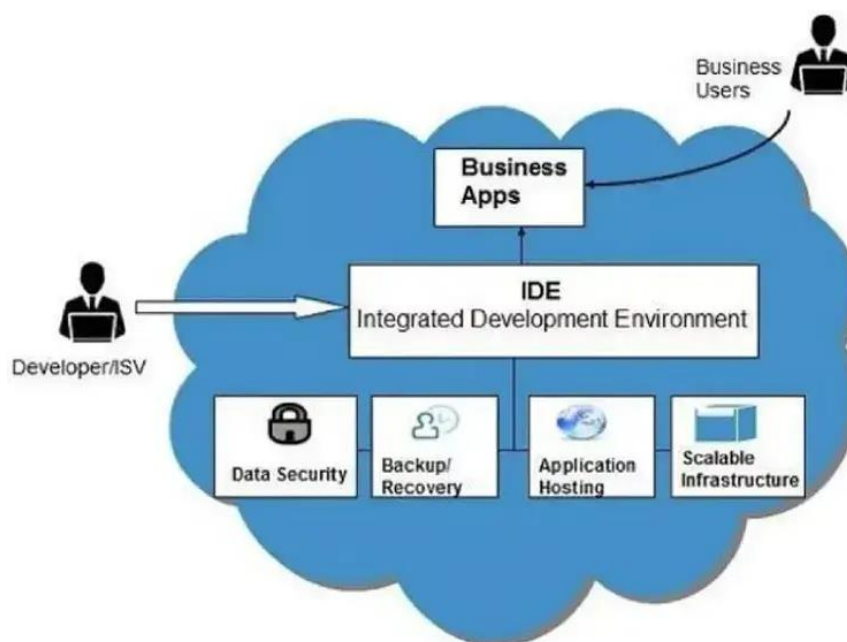 Business
Users
Business
Apps
IDE
Integrated Development Environment
Developer/ISV
Data Security
Backup/
Recovery
Application
Hosting
Scalable
Infrastructure